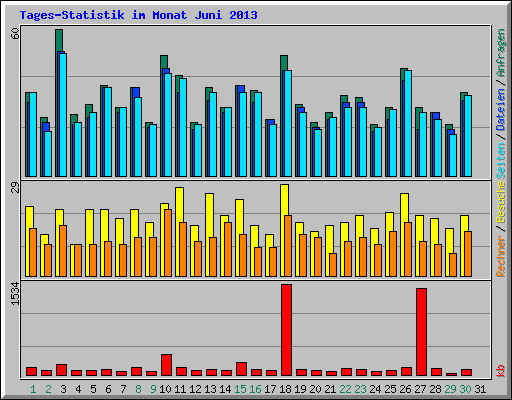 Tages-Statistik im Monat Juni 2013
60
29
1534
Rechner / Besuche Seiten / Dateien / Anfragen
kb
1 2 3 4 5 6 7 8 9 10 11 12 13 14 15 16 17 18 19 20 21 22 23 24 25 26 27 28 29 30 31